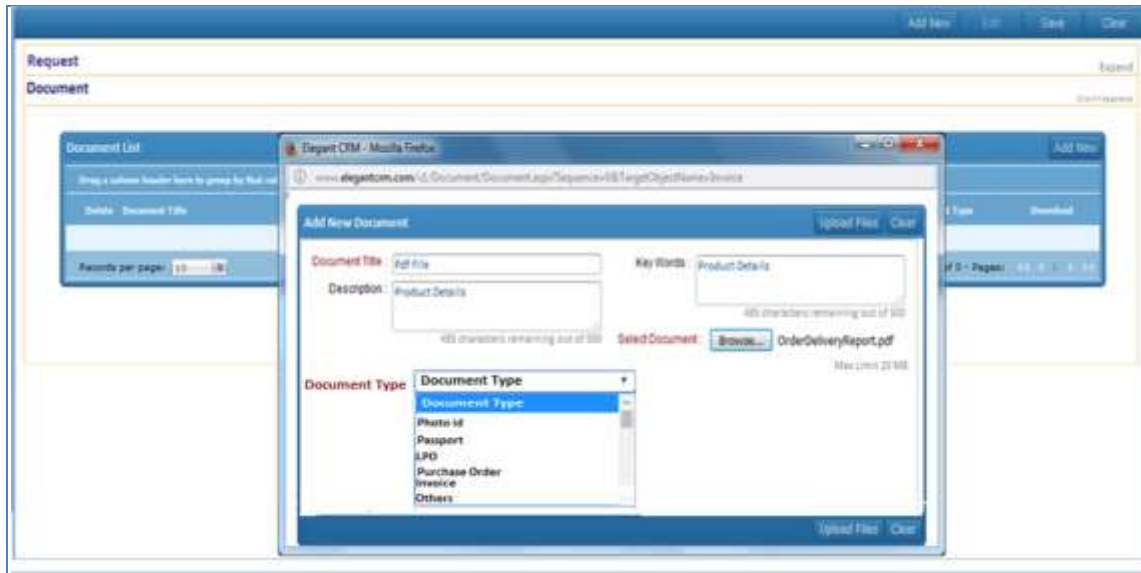 Add New Edit Save Clear
Request
Expand
Document
Document List
Add New
Drag a column header here to group by that
Delete Document Title
Type Download
Records per page: 10
of 0 - Pages:
Elegant CRM - Mozilla Firefox
Add New Document
Upload Files Clear
Document Title : Pdf File
Key Words : Product Details
Description : Product Details
485 characters remaining out of 500
485 characters remaining out of 500
Select Document : Browse... OrderDeliveryReport.pdf
Max Limit 20 MB
Document Type
Document Type
Document Type
Photo id
Passport
LPO
Purchase Order
Invoice
Others
Upload Files Clear